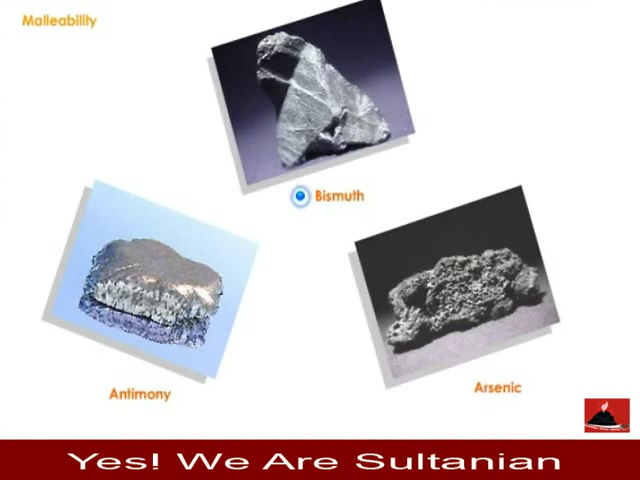 Malleability
Bismuth
Antimony
Arsenic
Yes! We Are Sultanian